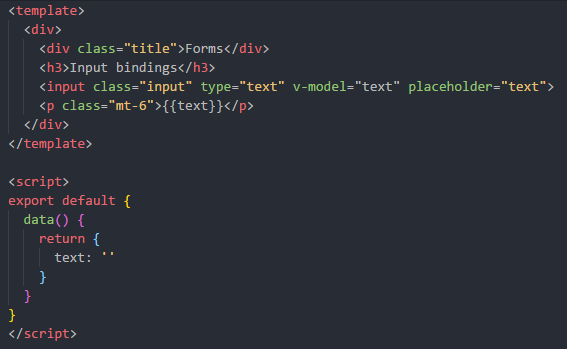 <template>
  <div>
    <div class="title">Forms</div>
    <h3>Input bindings</h3>
    <input class="input" type="text" v-model="text" placeholder="text">
    <p class="mt-6">{{text}}</p>
  </div>
</template>

<script>
export default {
  data() {
    return {
      text: ''
    }
  }
}
</script>